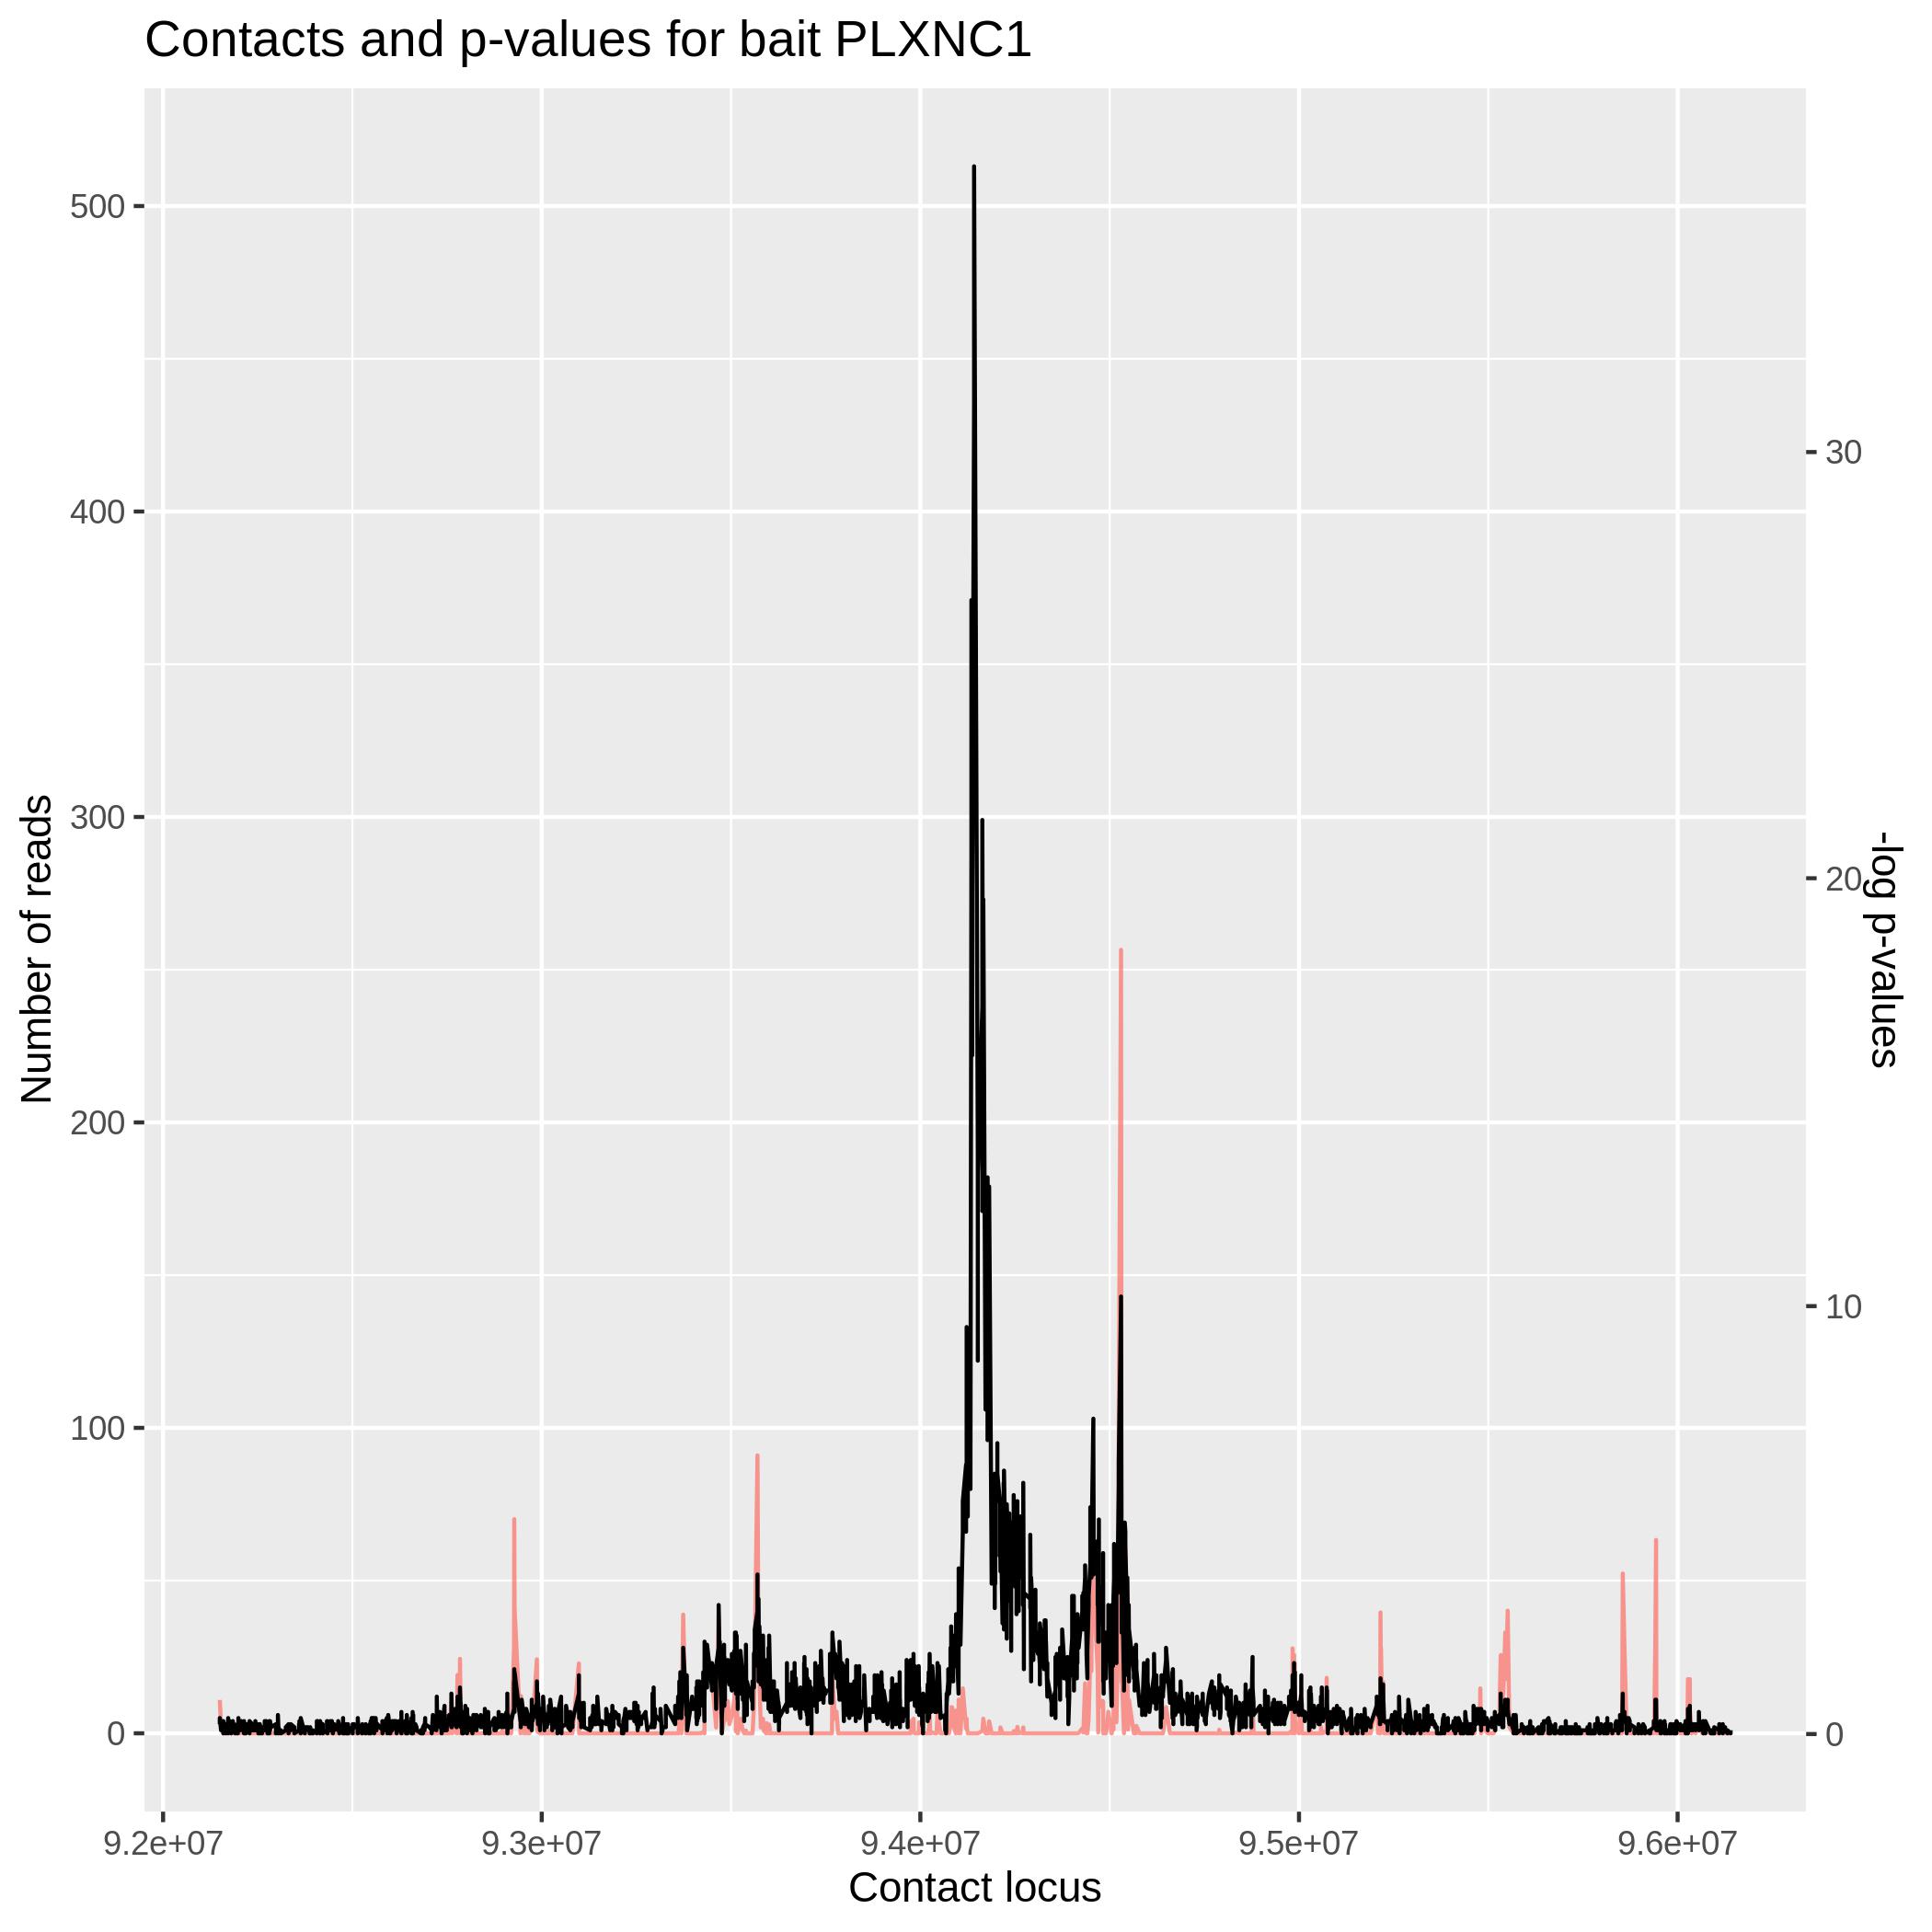 Contacts and p-values for bait PLXNC1
500
400
300
200
100
0
Number of reads
30
20
10
0
-log p-values
9.2e+07
9.3e+07
9.4e+07
9.5e+07
9.6e+07
Contact locus